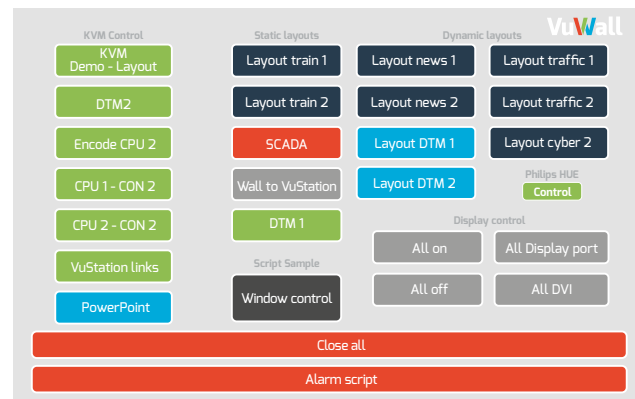 VuWall
KVM Control
Static layouts
Dynamic layouts
KVM
Demo - Layout
Layout train 1
Layout news 1
Layout traffic 1
DTM2
Layout train 2
Layout news 2
Layout traffic 2
Encode CPU 2
SCADA
Layout DTM 1
Layout cyber 2
CPU 1 - CON 2
Wall to VuStation
Layout DTM 2
Philips HUE
Control
CPU 2 - CON 2
DTM 1
Display control
All on
All Display port
VuStation links
Script Sample
Window control
All off
All DVI
PowerPoint
Close all
Alarm script